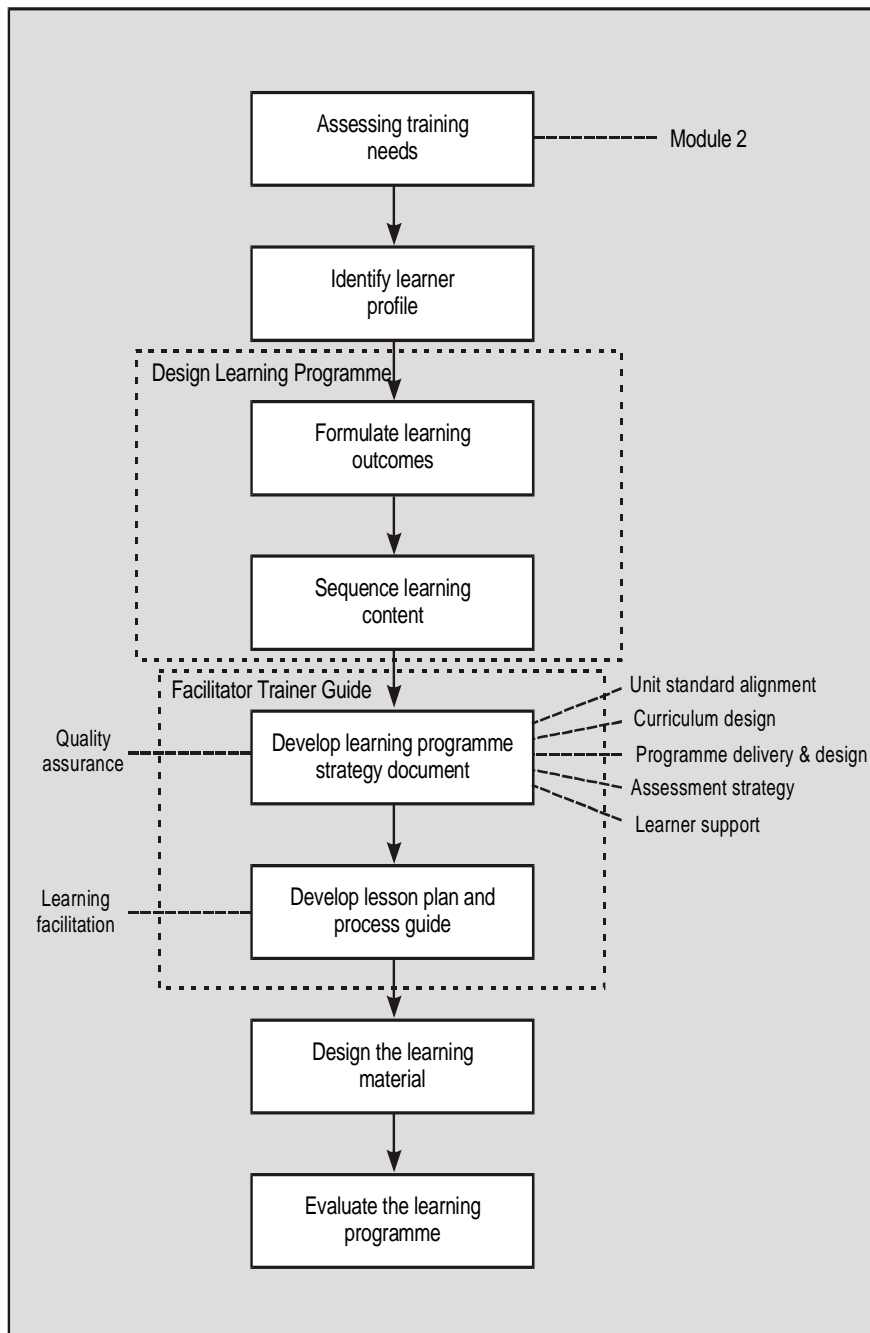 Assessing training
needs
Module 2
Identify learner
profile
Design Learning Programme
Formulate learning
outcomes
Sequence learning
content
Facilitator Trainer Guide
Quality
assurance
Develop learning programme
strategy document
Unit standard alignment
Curriculum design
Programme delivery & design
Assessment strategy
Learner support
Learning
facilitation
Develop lesson plan and
process guide
Design the learning
material
Evaluate the learning
programme